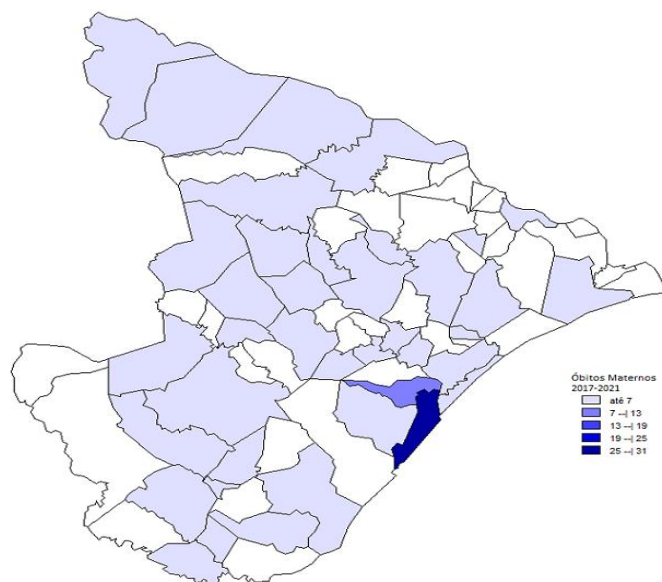 Óbitos Maternos
2017-2021
até 7
7 --| 13
13 --| 19
19 --| 25
25 --| 31